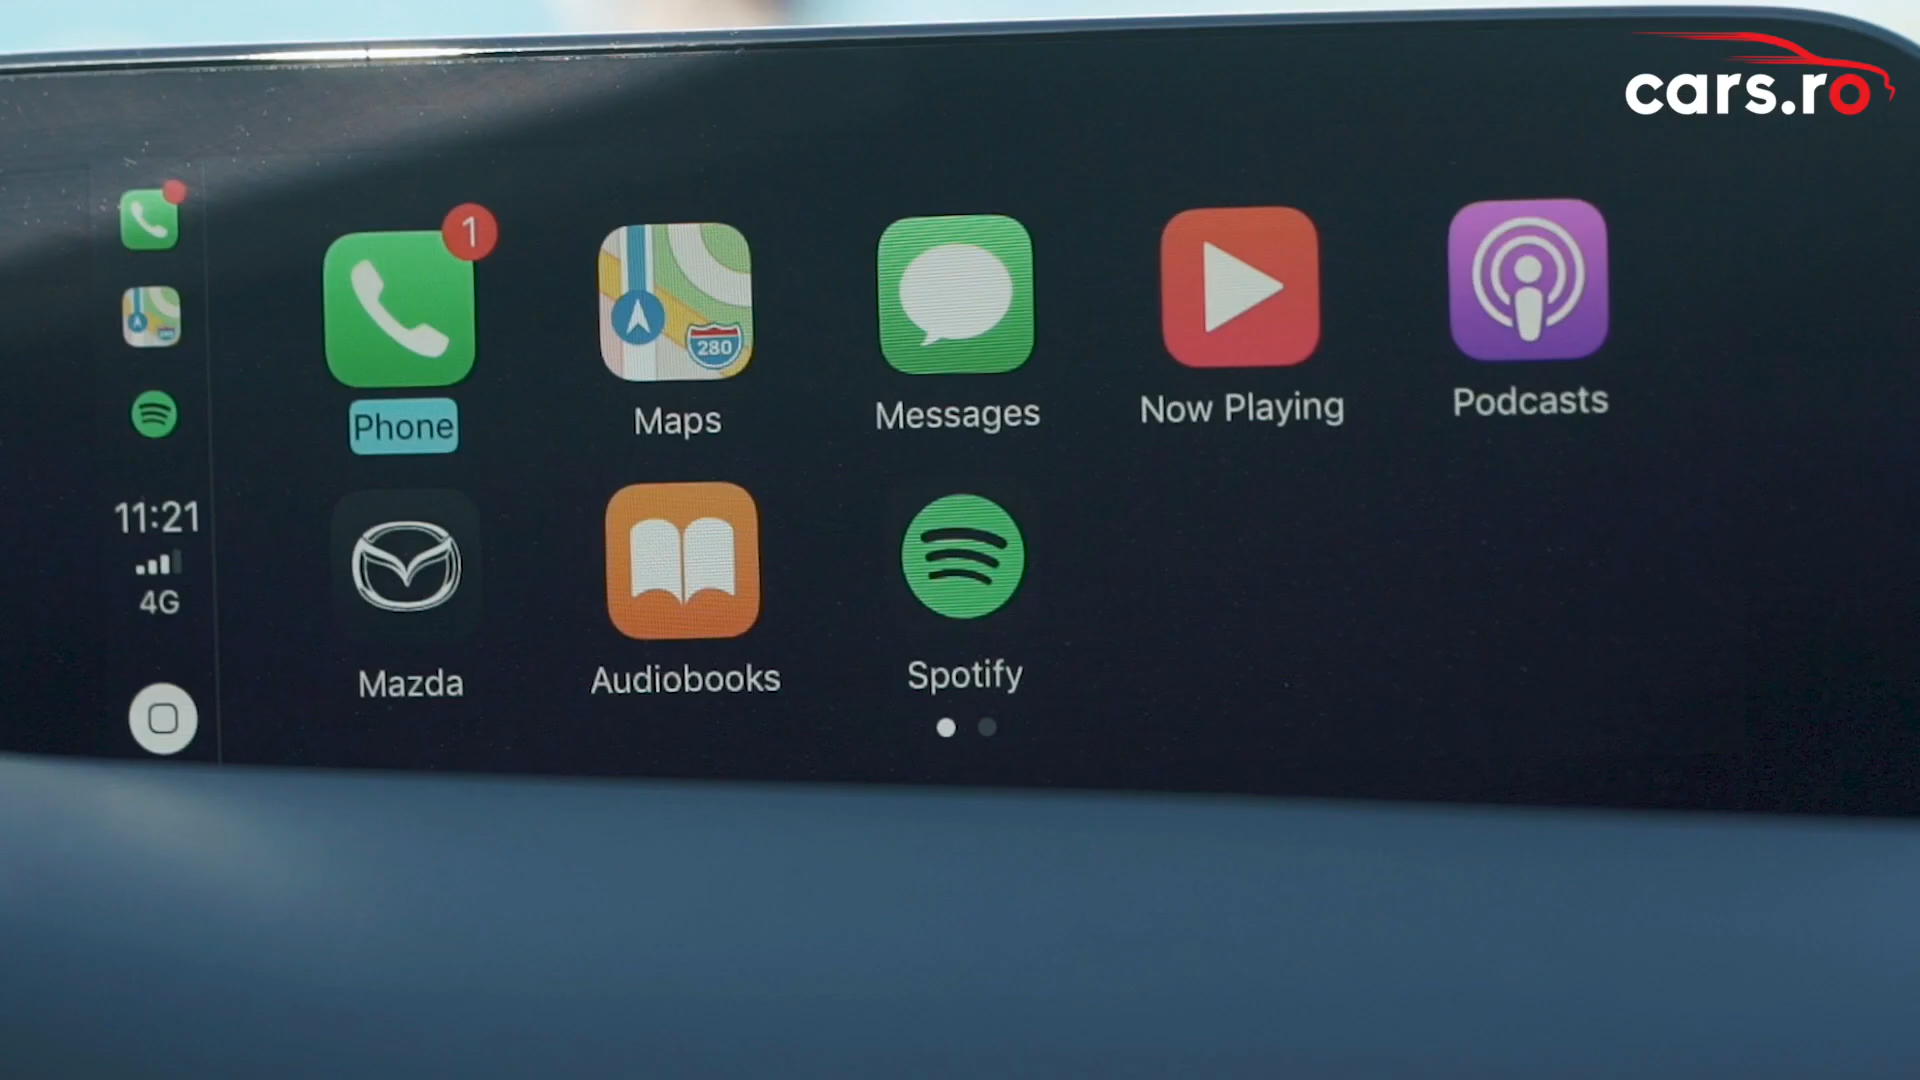 cars.ro
1
280
Phone
Maps
Messages
Now Playing
Podcasts
11:21
4G
Mazda
Audiobooks
Spotify